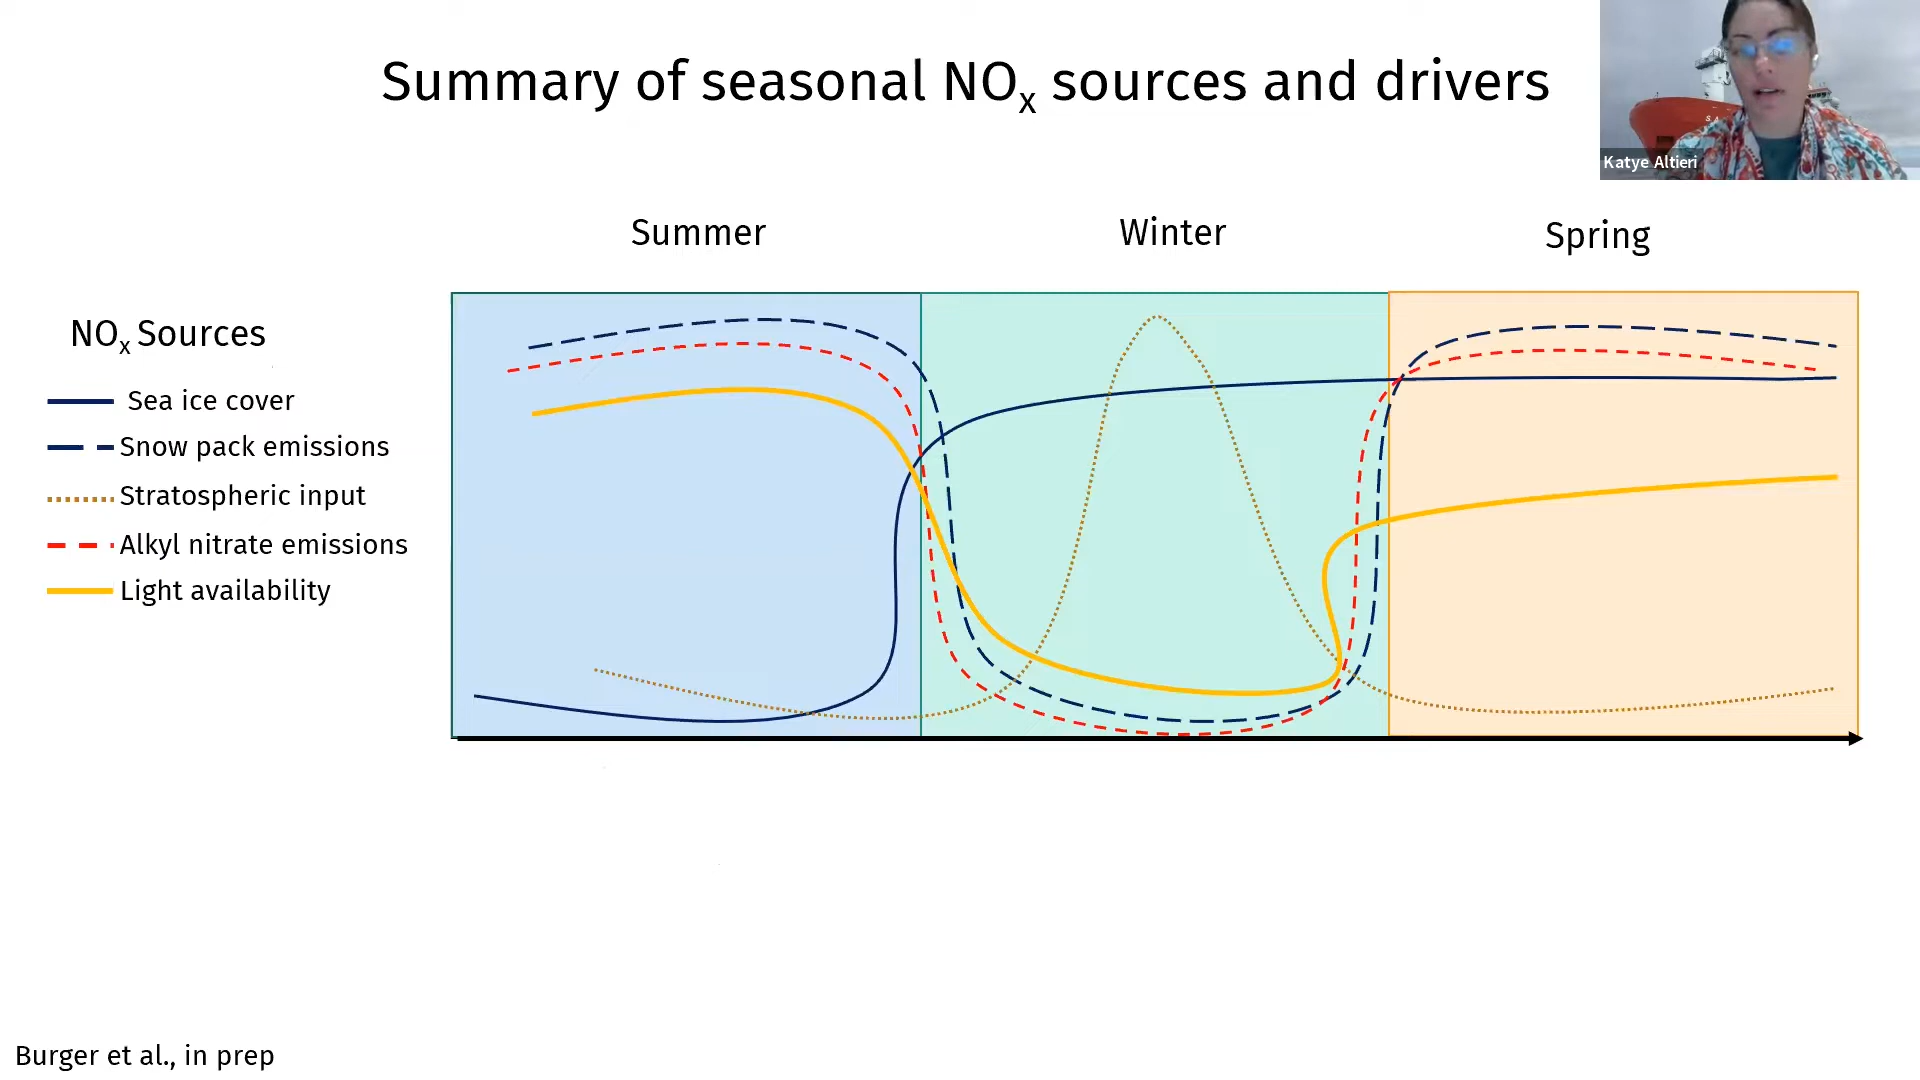 Summary of seasonal NOx sources and drivers
Katye Altieri
Summer
Winter
Spring
NOx Sources
Sea ice cover
Snow pack emissions
Stratospheric input
Alkyl nitrate emissions
Light availability
Burger et al., in prep